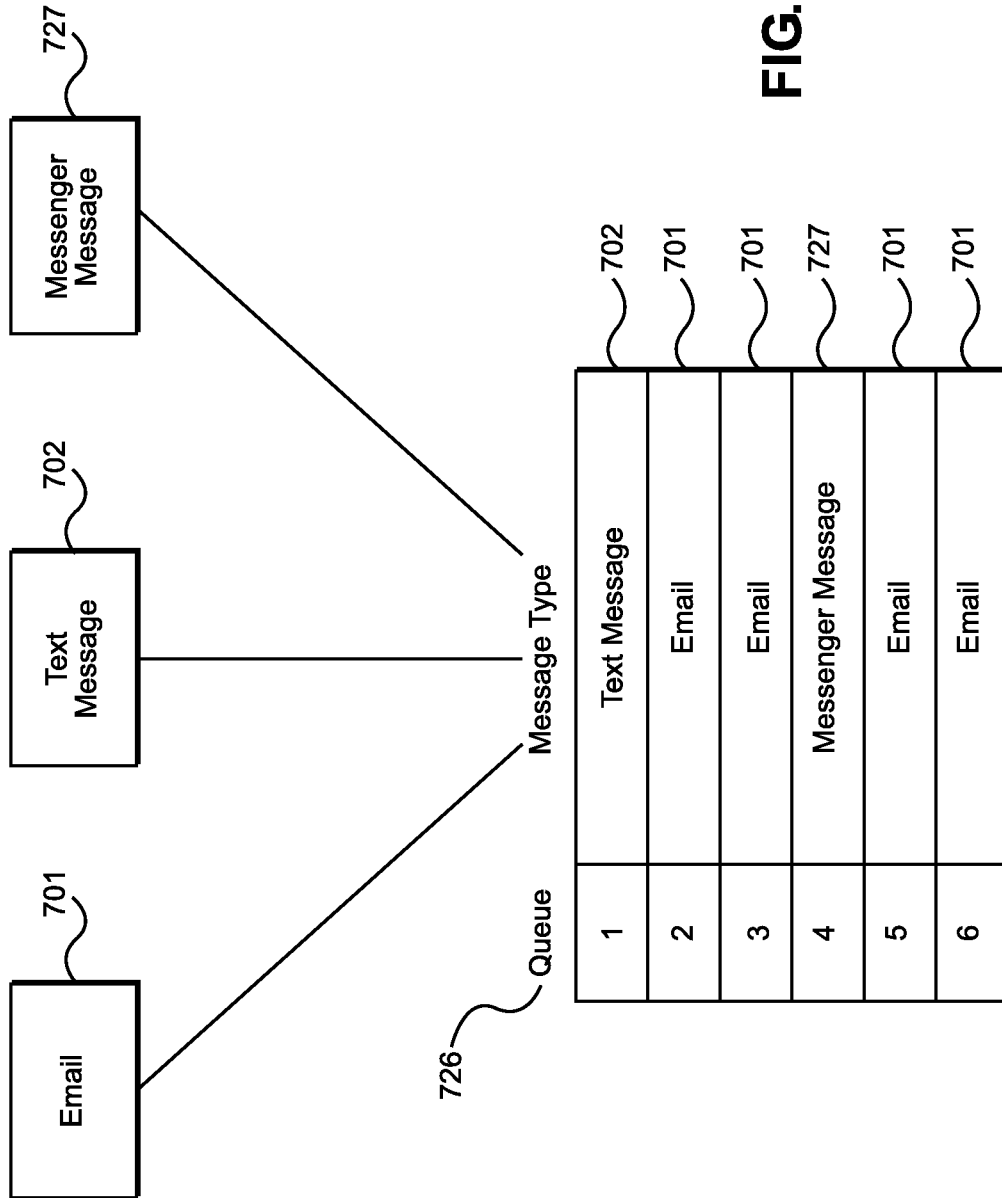 701
702
727
Email
Text
Message
Messenger
Message
726
Queue
Message Type
1
Text Message
702
2
Email
701
3
Email
701
4
Messenger Message
727
5
Email
701
6
Email
701
FIG.